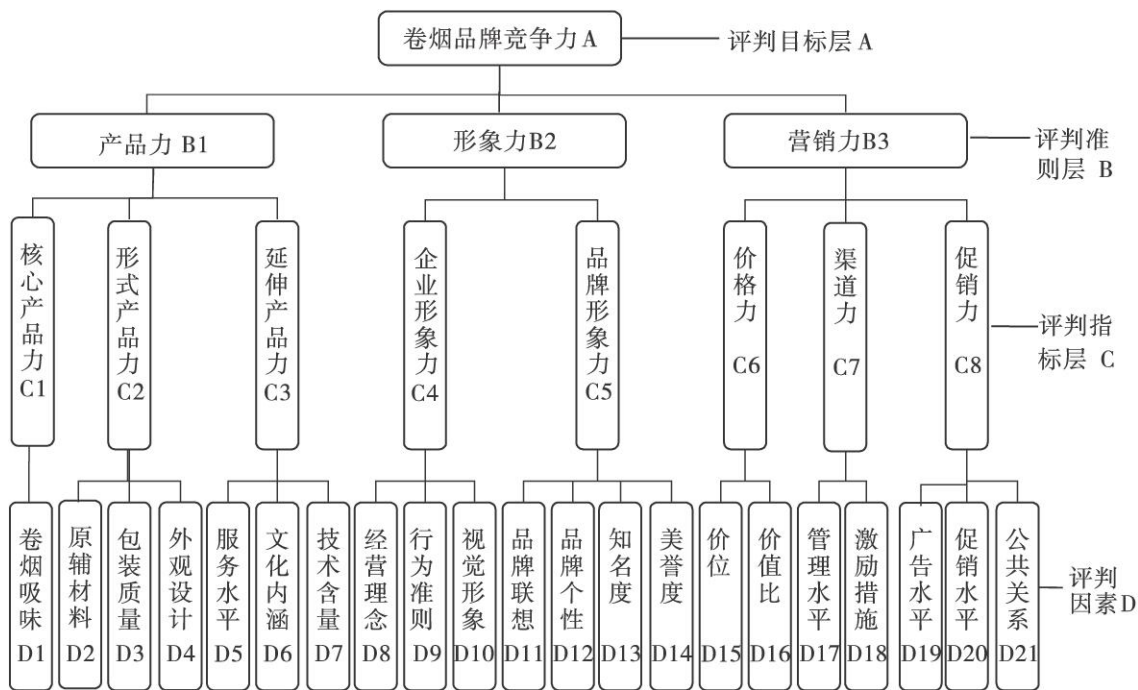 卷烟品牌竞争力A
评判目标层A
产品力 B1
形象力B2
营销力B3
评判准
则层 B
核心产品力C1
形式产品力C2
延伸产品力C3
企业形象力C4
品牌形象力C5
价格力 C6
渠道力 C7
促销力 C8
评判指
标层 C
卷烟吸味D1
原辅材料D2
包装质量D3
外观设计D4
服务水平D5
文化内涵D6
技术含量D7
经营理念D8
行为准则D9
视觉形象D10
品牌联想D11
品牌个性D12
知名度D13
美誉度D14
价位D15
价值比D16
管理水平D17
激励措施D18
广告水平D19
促销水平D20
公共关系D21
评判
因素D